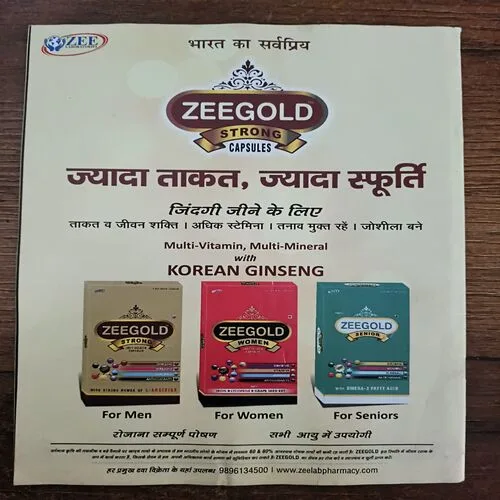 ZEE
LABORATORIES
भारत का सर्वप्रिय
ZEEGOLD
STRONG
CAPSULES
ज्यादा ताकत, ज्यादा स्फूर्ति
जिंदगी जीने के लिए
ताकत व जीवन शक्ति । अधिक स्टेमिना । तनाव मुक्त रहें । जोशीला बने
Multi-Vitamin, Multi-Mineral
with
KOREAN GINSENG
ZEEGOLD
STRONG
ZEEGOLD
WOMEN
ZEEGOLD
SENIOR
For Men
For Women
For Seniors
रोजाना सम्पूर्ण पोषण
सभी आयु में उपयोगी
हर प्रमुख दवा विक्रेता के यहां उपलब्ध 9896134500 | www.zeelabpharmacy.com